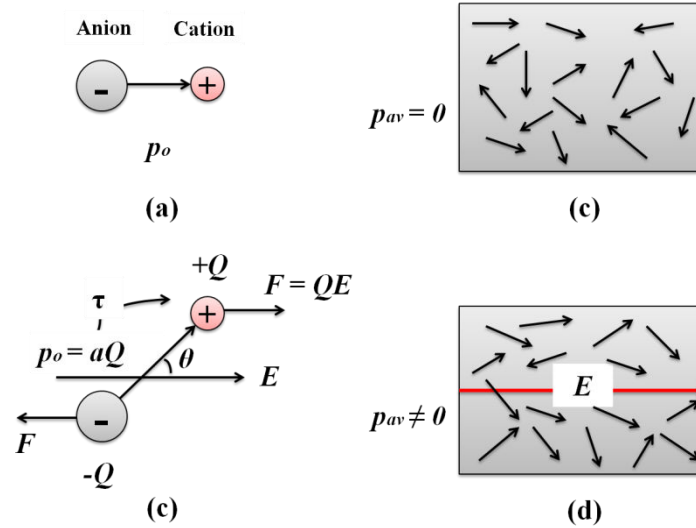 Anion Cation
-
+
po
(a)
pav = 0
(c)
+Q
τ
F = QE
+
po = aQ
θ
E
-
F
-Q
(c)
E
pav ≠ 0
(d)